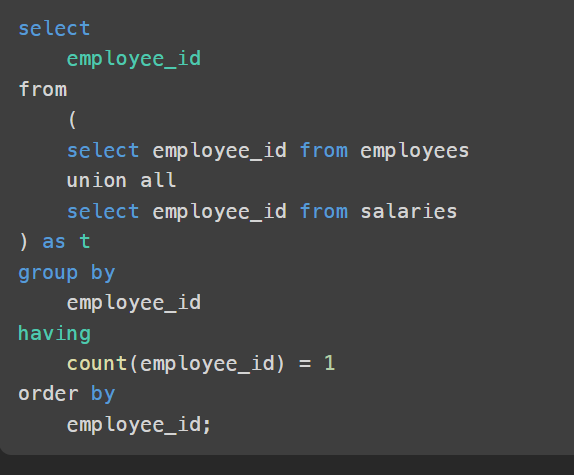 select
    employee_id
from
    (
    select employee_id from employees
    union all
    select employee_id from salaries
) as t
group by
    employee_id
having
    count(employee_id) = 1
order by
    employee_id;